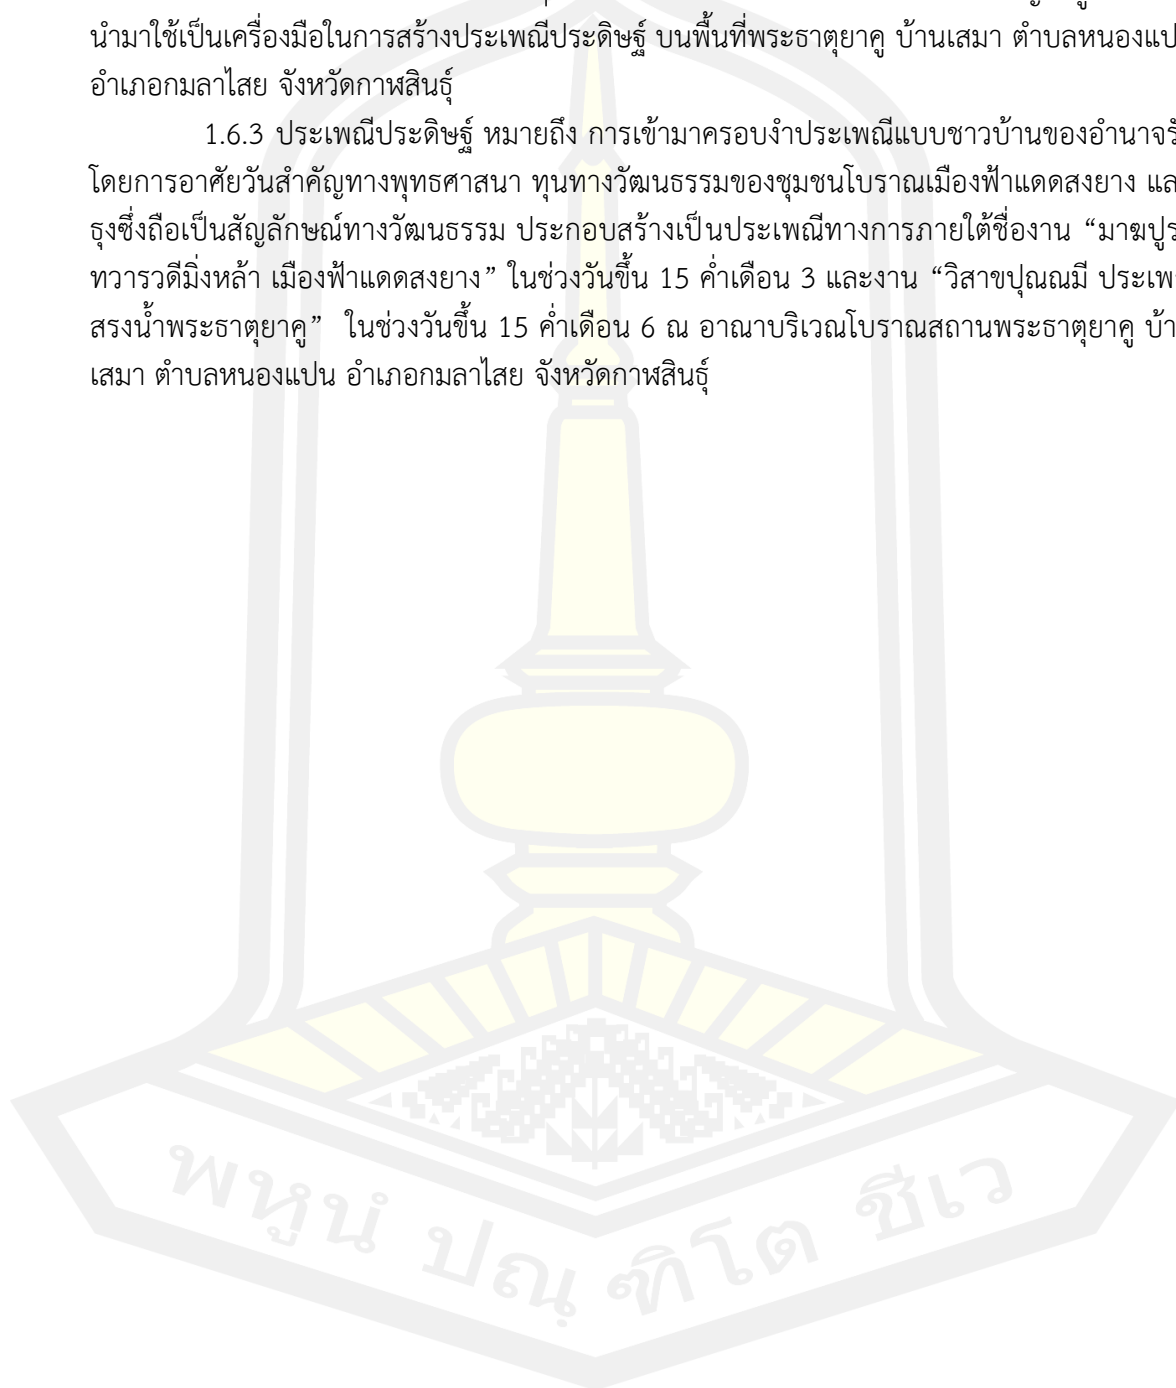 นำมาใช้เป็นเครื่องมือในการสร้างประเพณีประดิษฐ์ บนพื้นที่พระธาตุยาคู บ้านเสมา ตำบลหนองแป
อำเภอกมลาไสย จังหวัดกาฬสินธุ์
1.6.3 ประเพณีประดิษฐ์ หมายถึง การเข้ามาครอบงำประเพณีแบบชาวบ้านของอำนาจรั
โดยการอาศัยวันสำคัญทางพุทธศาสนา ทุนทางวัฒนธรรมของชุมชนโบราณเมืองฟ้าแดดสงยาง แล
ธุงซึ่งถือเป็นสัญลักษณ์ทางวัฒนธรรม ประกอบสร้างเป็นประเพณีทางการภายใต้ชื่องาน “มาฆปูร
ทวารวดีมิ่งหล้า เมืองฟ้าแดดสงยาง” ในช่วงวันขึ้น 15 ค่ำเดือน 3 และงาน “วิสาขปุณณมี ประเพ
สรงน้ำพระธาตุยาคู” ในช่วงวันขึ้น 15 ค่ำเดือน 6 ณ อาณาบริเวณโบราณสถานพระธาตุยาคู บ้า
เสมา ตำบลหนองแปน อำเภอกมลาไสย จังหวัดกาฬสินธุ์
พหูนํ ปณฺฑิโต ชีเว